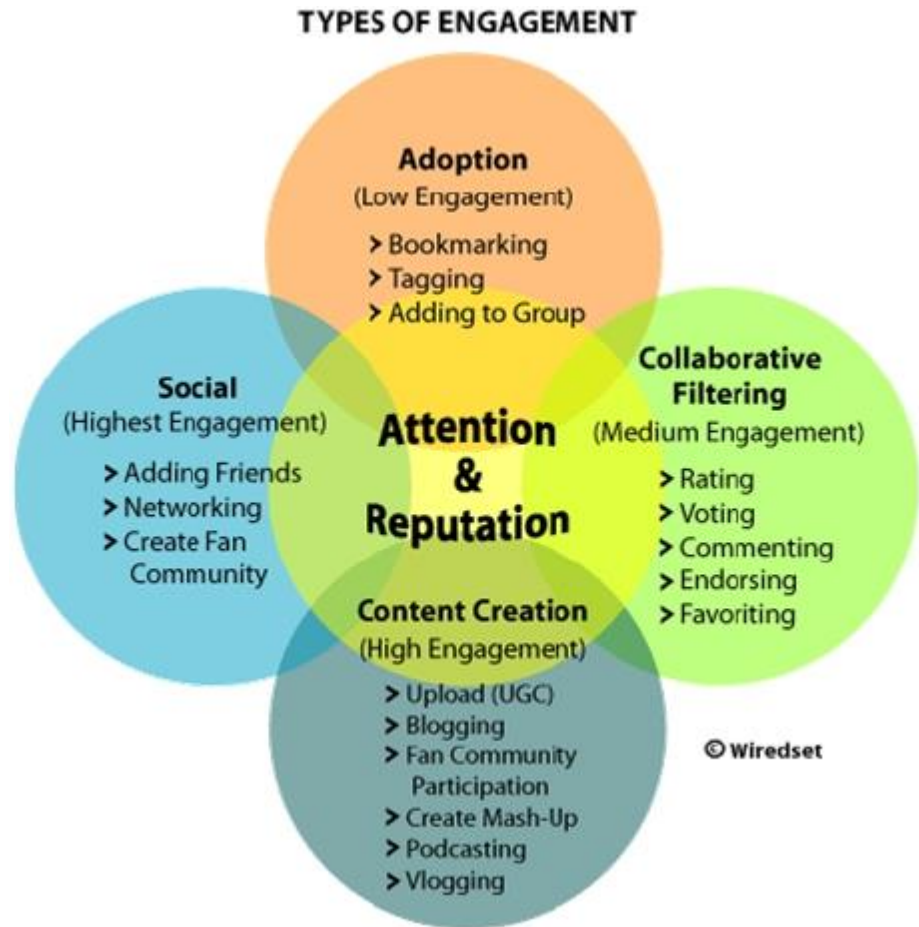 TYPES OF ENGAGEMENT
Adoption
(Low Engagement)
> Bookmarking
> Tagging
> Adding to Group
Social
(Highest Engagement)
> Adding Friends
> Networking
> Create Fan
Community
Attention
&
Reputation
Collaborative
Filtering
(Medium Engagement)
> Rating
> Voting
> Commenting
> Endorsing
> Favoriting
Content Creation
(High Engagement)
> Upload (UGC)
> Blogging
> Fan Community
Participation
> Create Mash-Up
> Podcasting
> Vlogging
© Wiredset